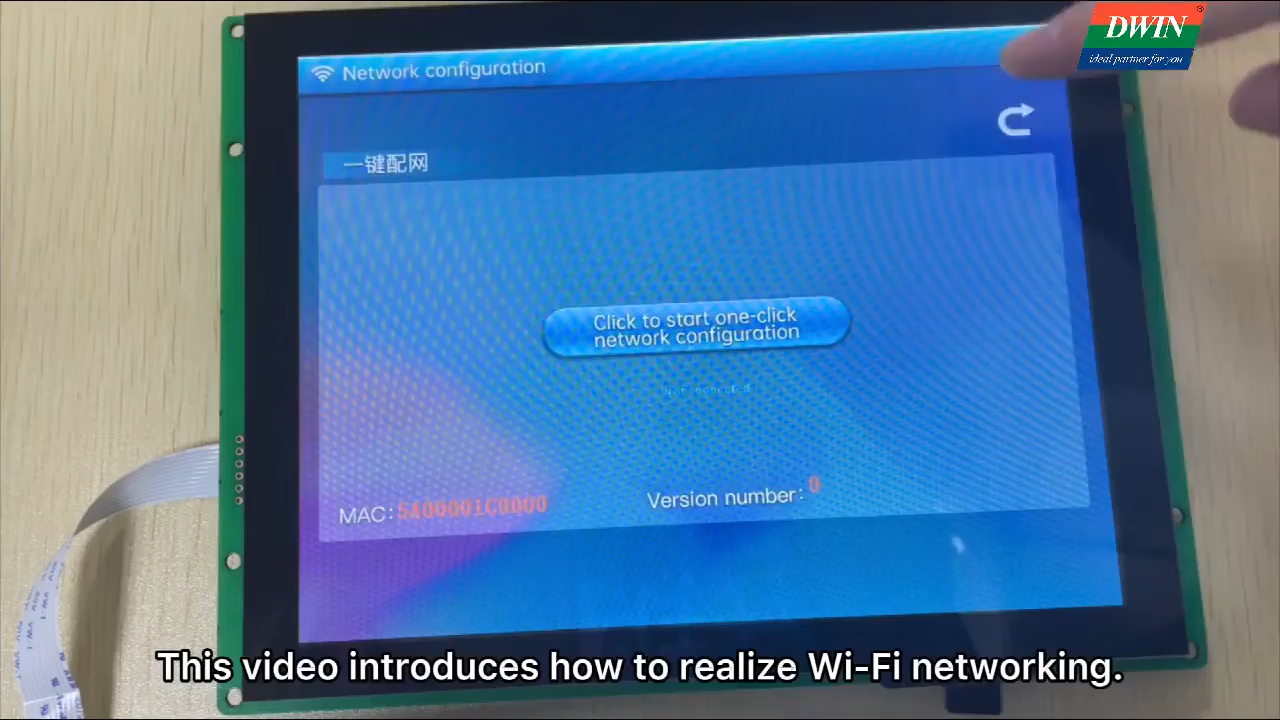 DWIN
®
ideal partner for you
Network configuration
一键配网
Click to start one-click
network configuration
MAC:5A00001C0000
Version number: 0
This video introduces how to realize Wi-Fi networking.